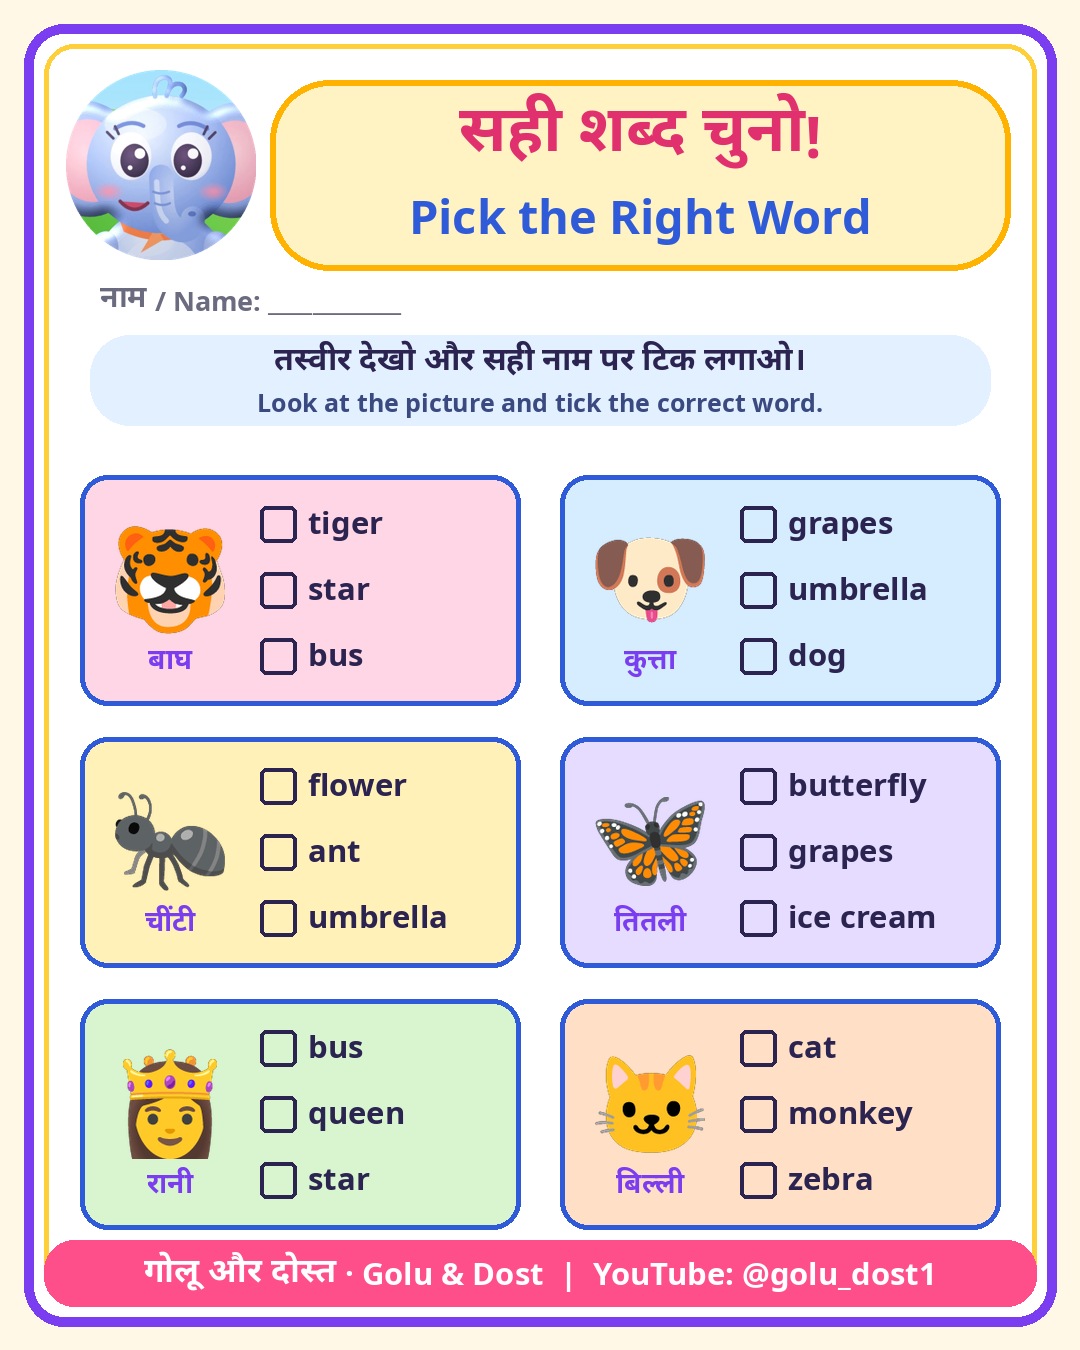 सही शब्द चुनो!
Pick the Right Word
नाम / Name: ____________
तस्वीर देखो और सही नाम पर टिक लगाओ।
Look at the picture and tick the correct word.
tiger
star
bus
बाघ
grapes
umbrella
dog
कुत्ता
flower
ant
umbrella
चींटी
butterfly
grapes
ice cream
तितली
bus
queen
star
रानी
cat
monkey
zebra
बिल्ली
गोलू और दोस्त · Golu & Dost | YouTube: @golu_dost1